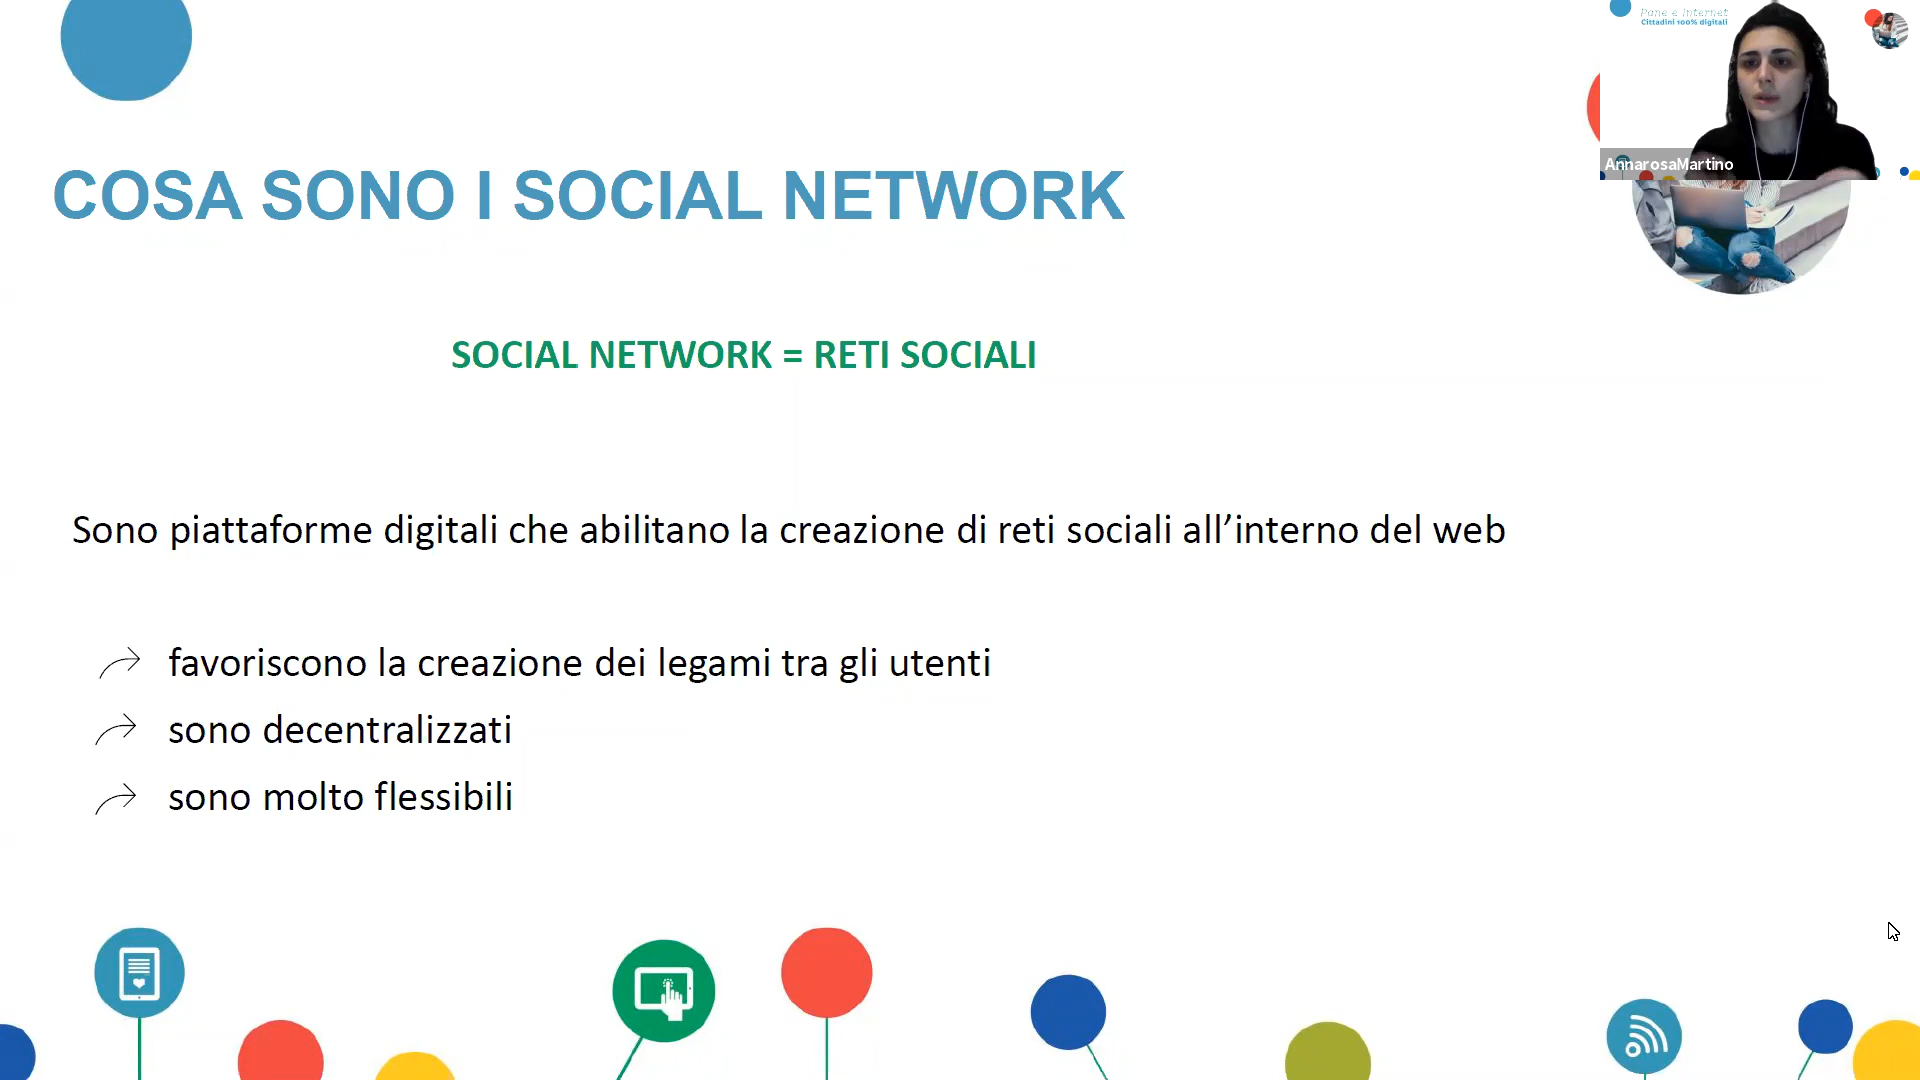 Pane e Internet
Cittadini 100% digitali
AnnarosaMartino
COSA SONO I SOCIAL NETWORK
SOCIAL NETWORK = RETI SOCIALI
Sono piattaforme digitali che abilitano la creazione di reti sociali all’interno del web
favoriscono la creazione dei legami tra gli utenti
sono decentralizzati
sono molto flessibili